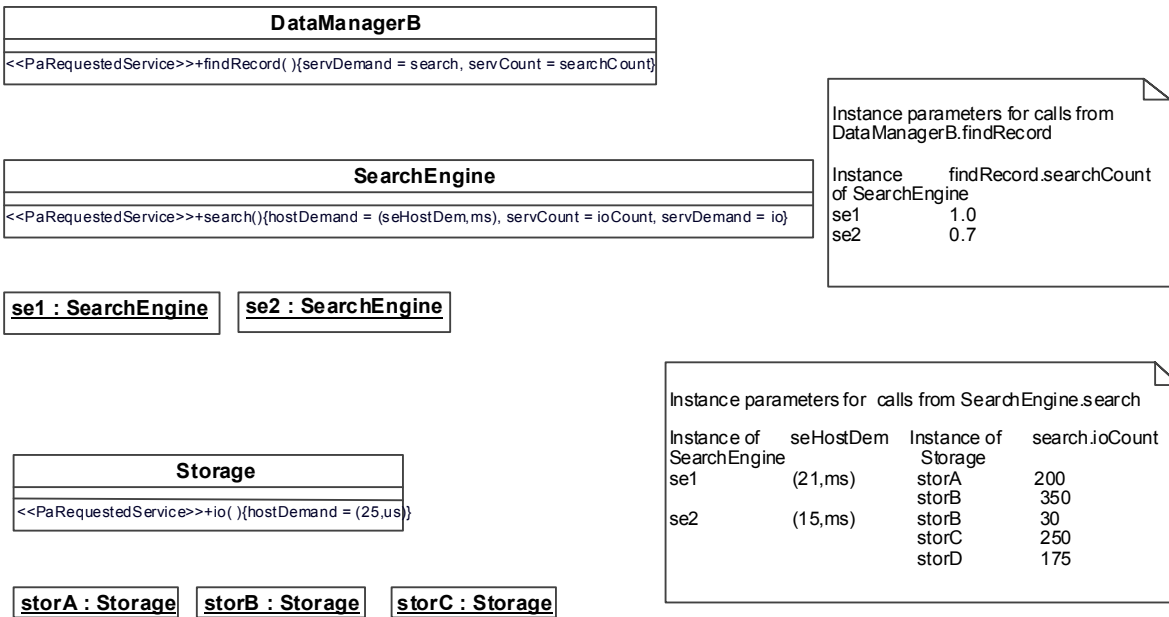 DataManagerB
<<PaRequestedService>>+findRecord( ){servDemand = search, servCount = searchCount}
Instance parameters for calls from
DataManagerB.findRecord
Instance findRecord.searchCount
of SearchEngine
se1 1.0
se2 0.7
SearchEngine
<<PaRequestedService>>+search(){hostDemand = (seHostDem,ms), servCount = ioCount, servDemand = io}
se1 : SearchEngine
se2 : SearchEngine
Instance parameters for calls from SearchEngine.search
Instance of seHostDem Instance of search.ioCount
SearchEngine Storage
se1 (21,ms) storA 200
storB 350
se2 (15,ms) storB 30
storC 250
storD 175
Storage
<<PaRequestedService>>+io( ){hostDemand = (25,us)}
storA : Storage
storB : Storage
storC : Storage